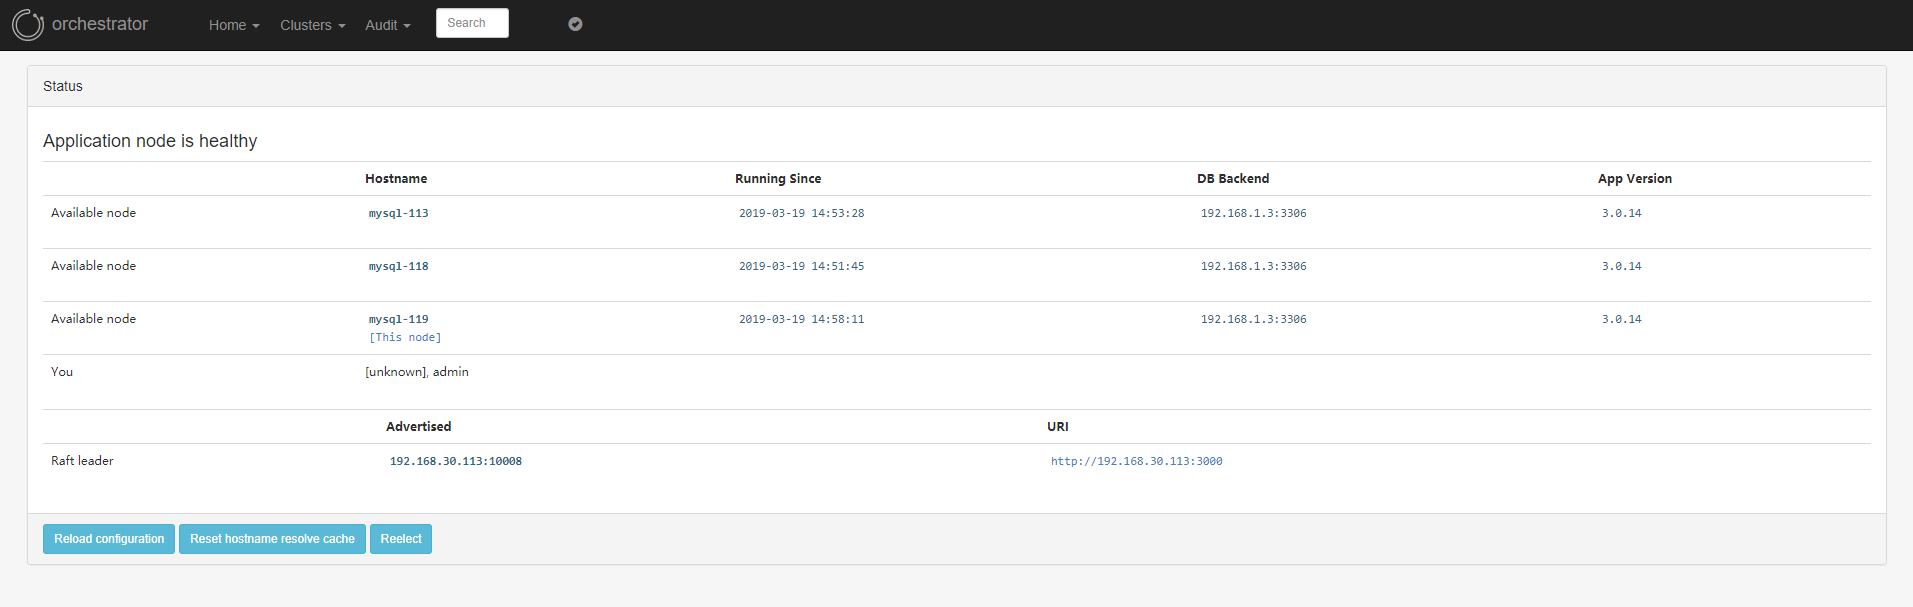 orchestrator Home Clusters Audit Search
Status
Application node is healthy
Hostname Running Since DB Backend App Version
Available node mysql-113 2019-03-19 14:53:28 192.168.1.3:3306 3.0.14
Available node mysql-118 2019-03-19 14:51:45 192.168.1.3:3306 3.0.14
Available node mysql-119 2019-03-19 14:58:11 192.168.1.3:3306 3.0.14
[This node]
You [unknown], admin
Advertised URI
Raft leader 192.168.30.113:10008 http://192.168.30.113:3000
Reload configuration Reset hostname resolve cache Reelect